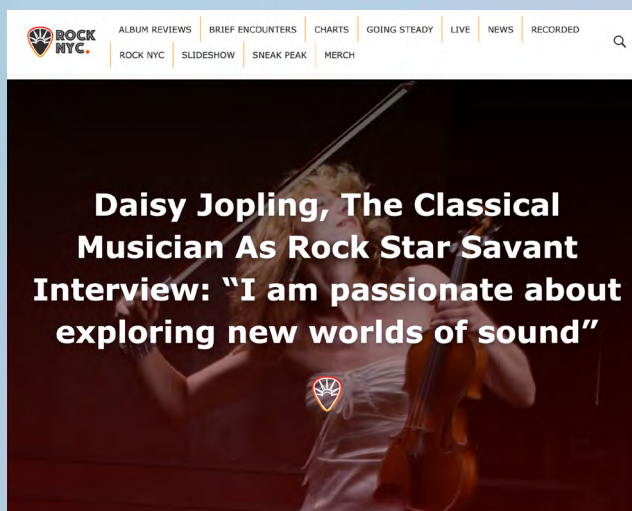 ROCK
NYC.
ALBUM REVIEWS
BRIEF ENCOUNTERS
CHARTS
GOING STEADY
LIVE
NEWS
RECORDED
ROCK NYC
SLIDESHOW
SNEAK PEAK
MERCH
Daisy Jopling, The Classical
Musician As Rock Star Savant
Interview: “I am passionate about
exploring new worlds of sound”